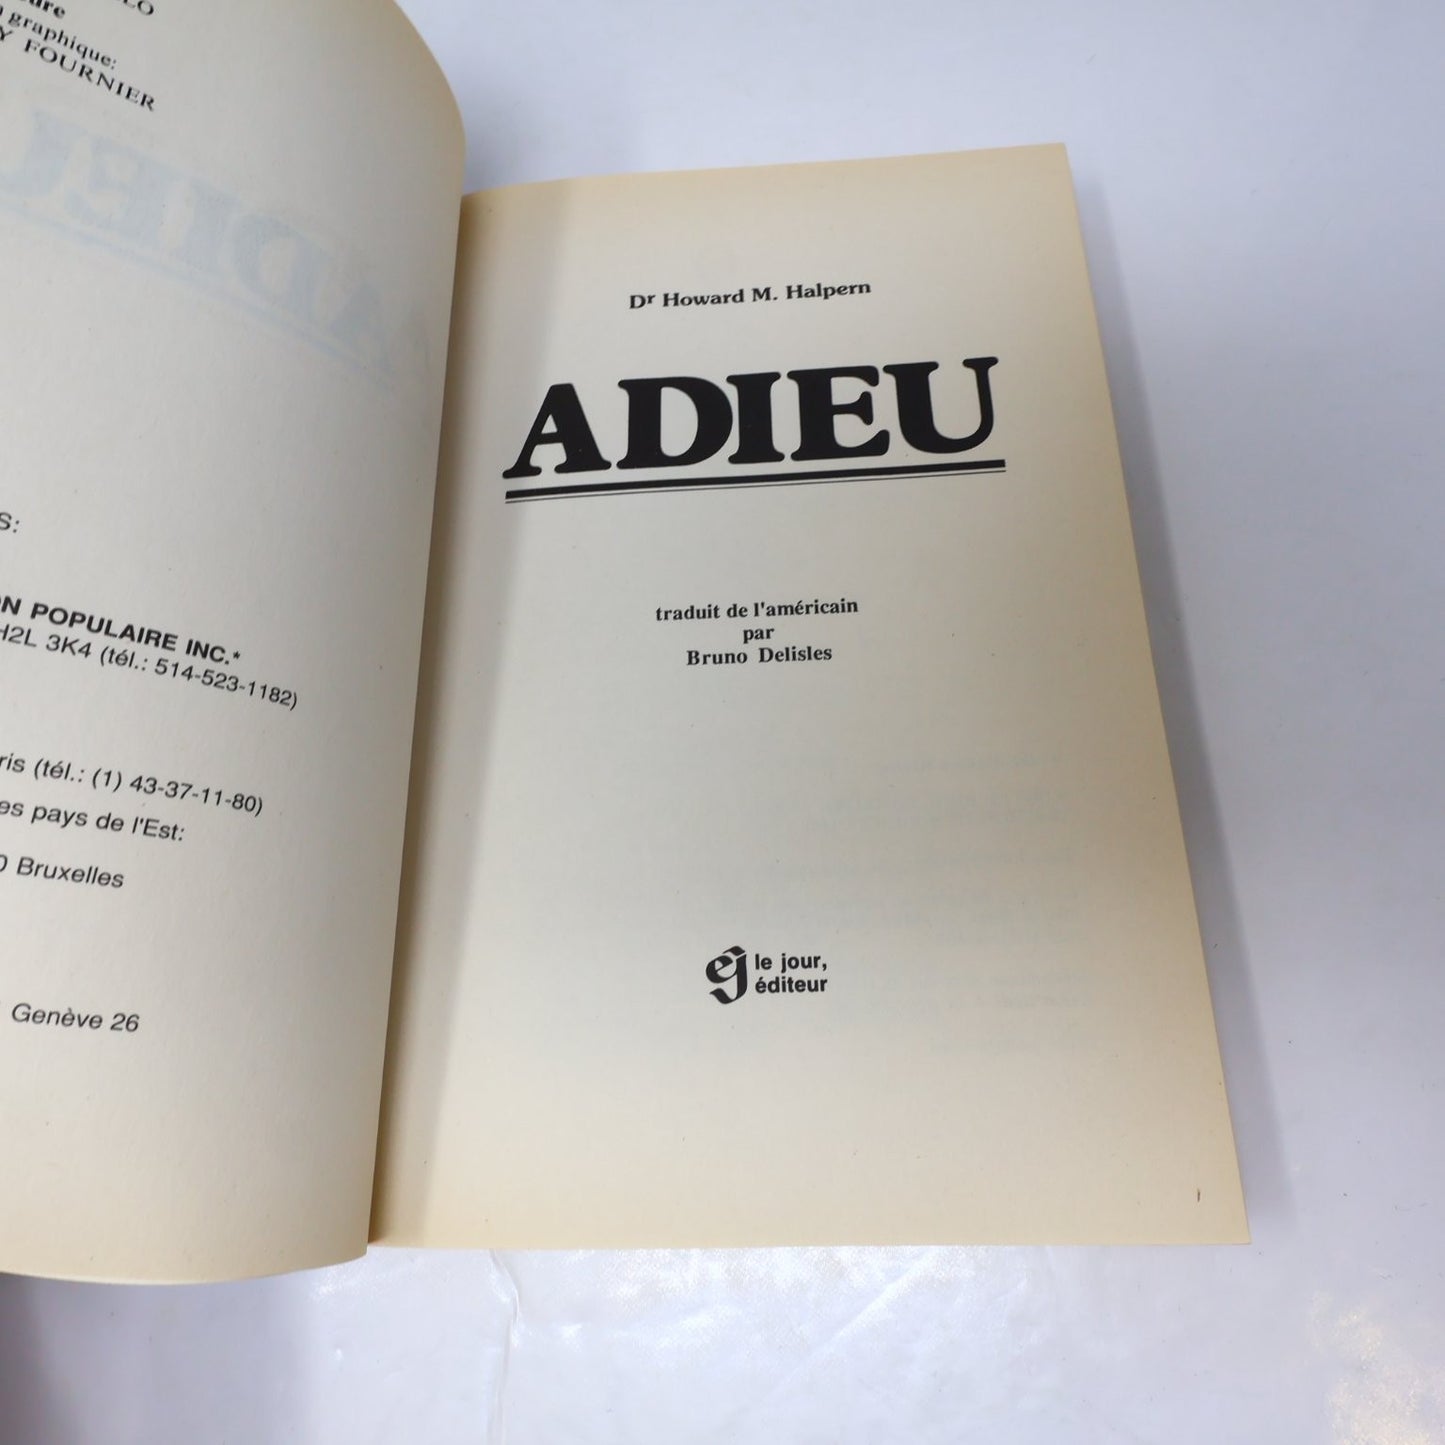 graphique:
FOURNIER
S:
ON POPULAIRE INC.*
H2L 3K4 (tél.: 514-523-1182)
ris (tél.: (1) 43-37-11-80)
es pays de l'Est:
0 Bruxelles
Genève 26
Dr Howard M. Halpern
ADIEU
traduit de l'américain
par
Bruno Delisles
ej le jour,
éditeur